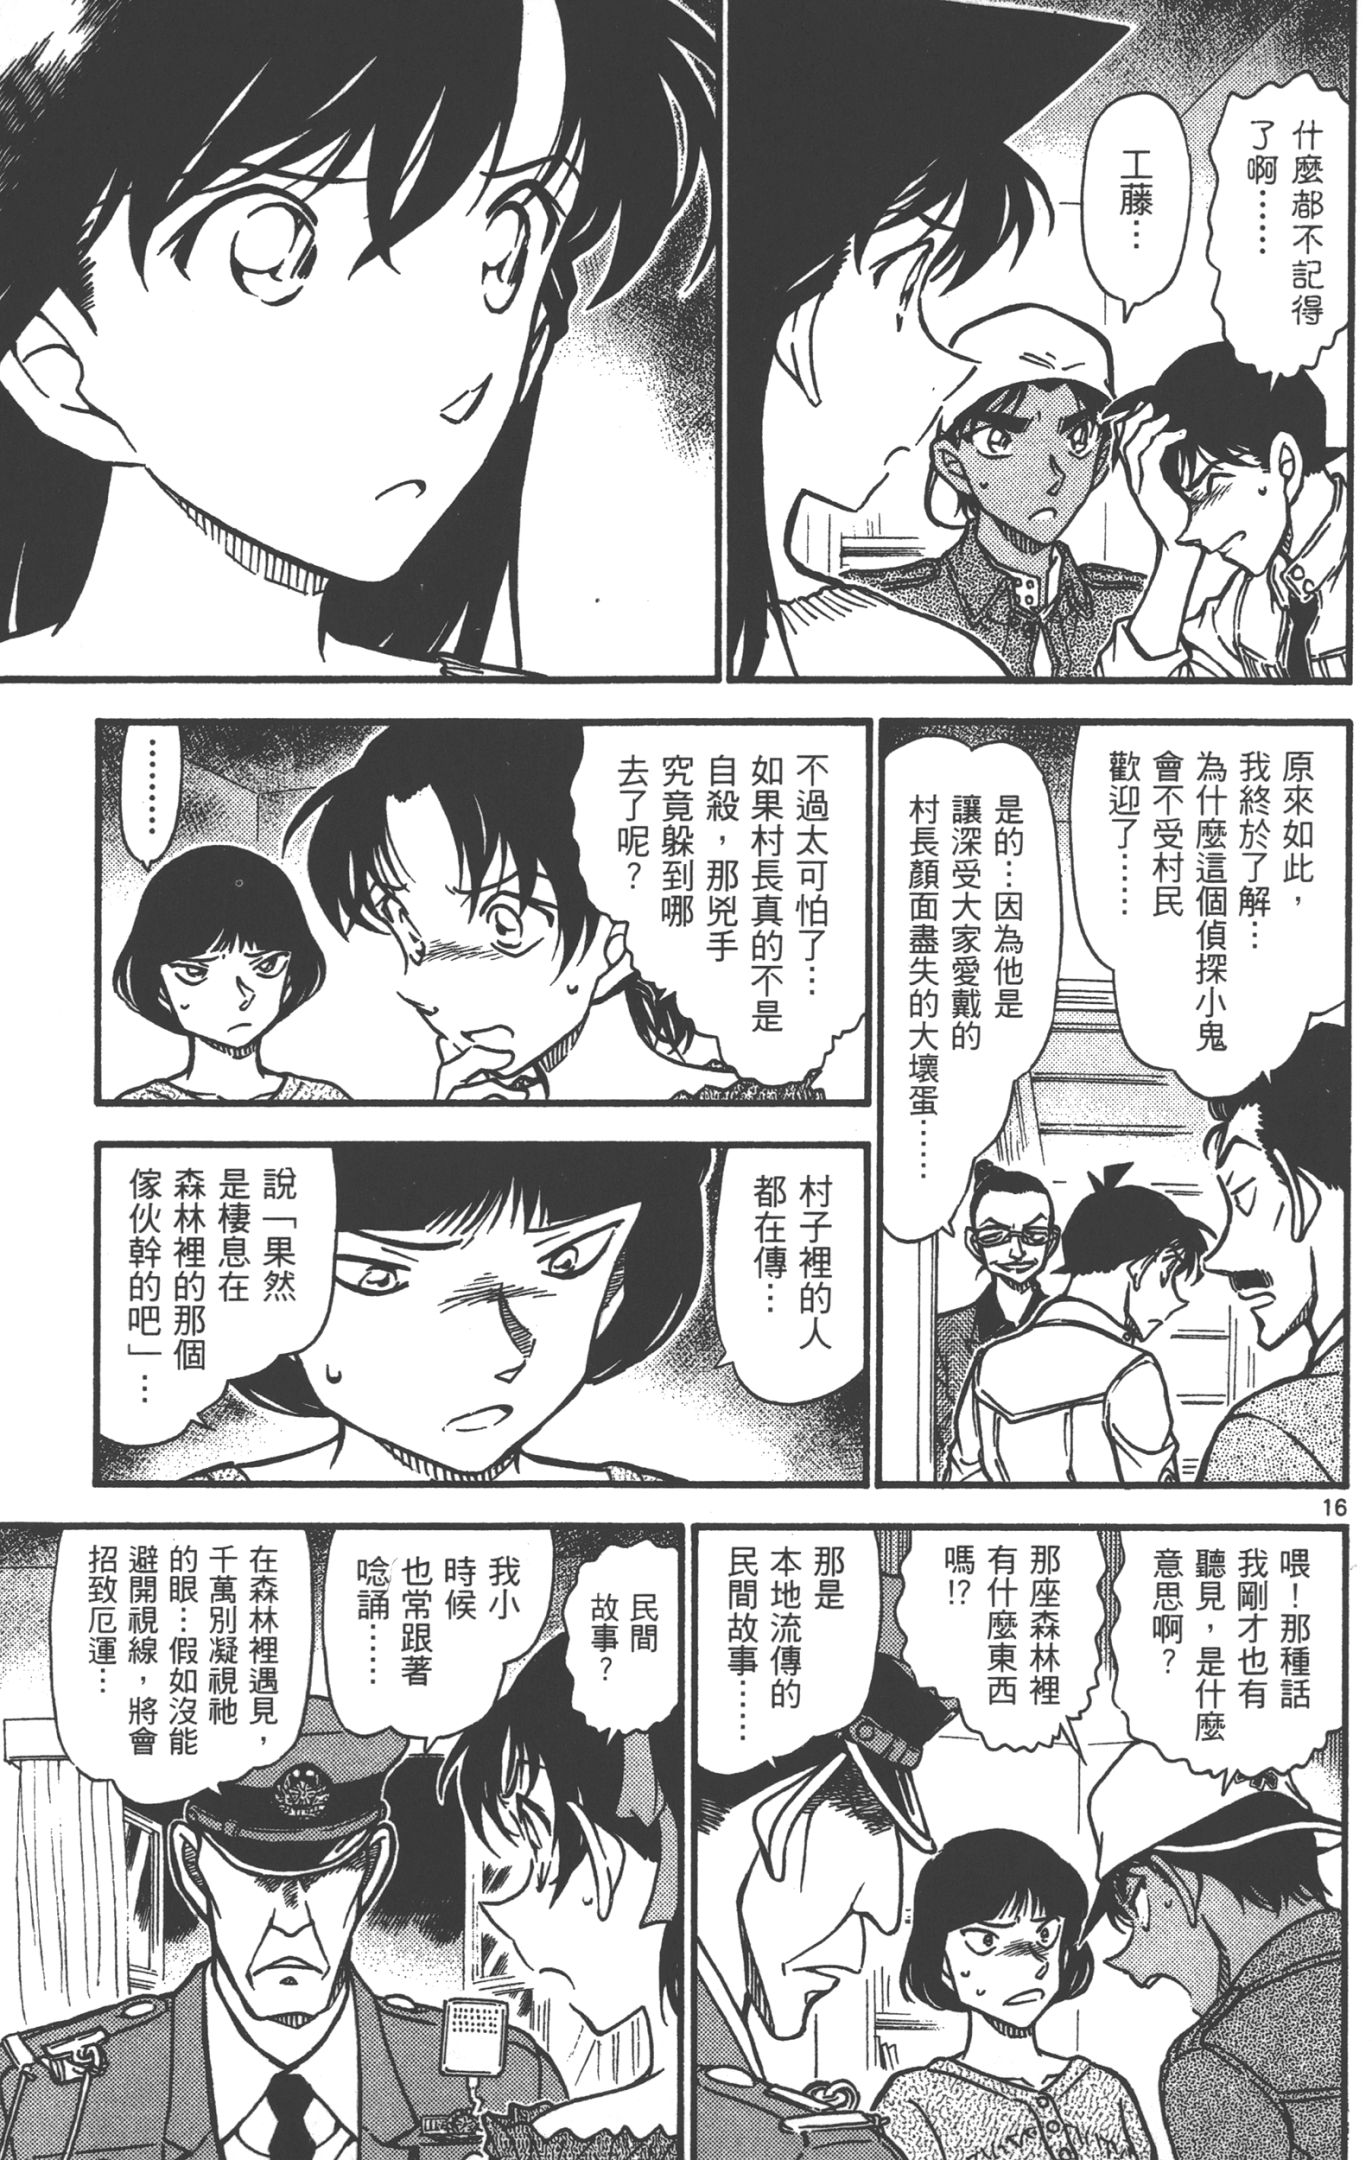 什麼都不記得
了啊……
工藤…
原來如此，
我終於了解…
為什麼這個偵探小鬼
會不受村民
歡迎了……
是的…因為他是
讓深受大家愛戴的
村長顏面盡失的大壞蛋……
不過太可怕了…
如果村長真的不是
自殺，那兇手
究竟躲到哪
去了呢？
………
村子裡的人
都在傳…
說「果然
是棲息在
森林裡的那個
傢伙幹的吧」…
16
喂！那種話
我剛才也有
聽見，是什麼
意思啊？
那座森林裡
有什麼東西
嗎!?
那是
本地流傳的
民間故事……
民間
故事？
我小
時候
也常跟著
唸誦……
在森林裡遇見，
千萬別凝視祂
的眼…假如沒能
避開視線，將會
招致厄運…